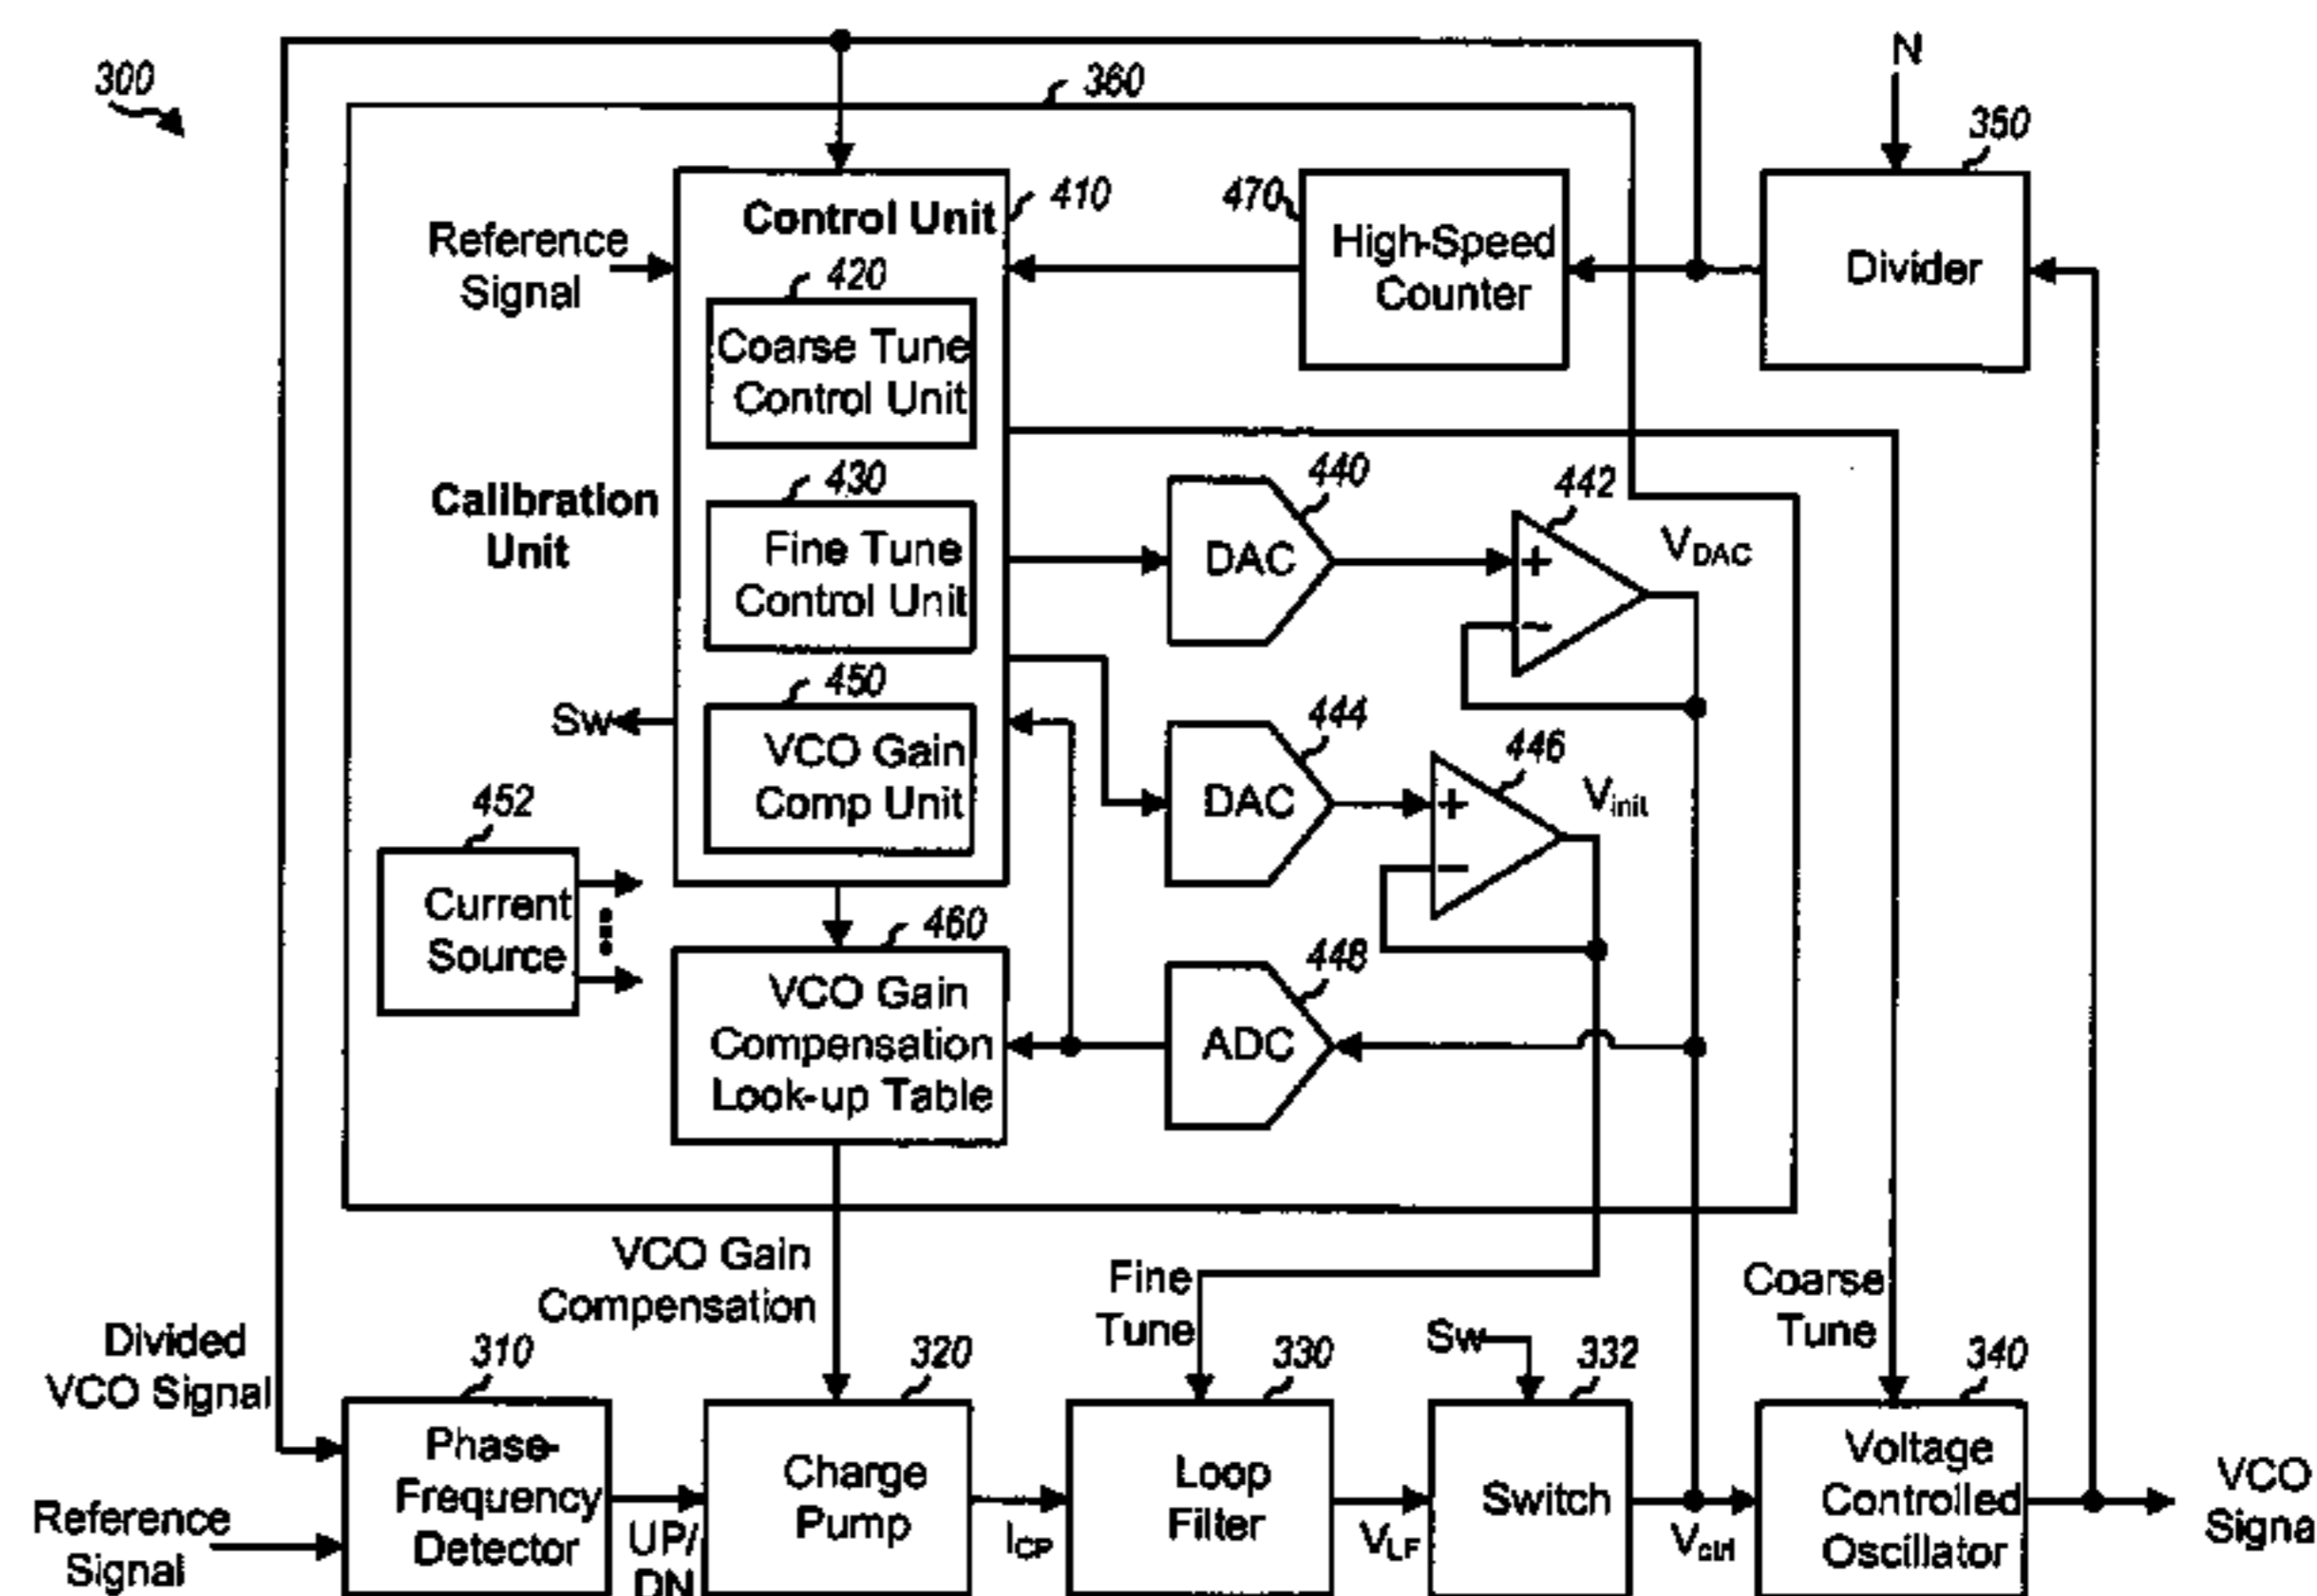 300
360
N
350
Control Unit
410
470
High-Speed
Counter
Divider
Reference
Signal
420
Coarse Tune
Control Unit
Calibration
Unit
430
Fine Tune
Control Unit
440
DAC
442
+
−
VDAC
Sw
450
VCO Gain
Comp Unit
444
DAC
446
+
−
Vinit
452
Current
Source
460
VCO Gain
Compensation
Look-up Table
448
ADC
VCO Gain
Compensation
Fine
Tune
Coarse
Tune
Divided
VCO Signal
310
320
330
Sw
332
340
Phase-
Frequency
Detector
Charge
Pump
Loop
Filter
Switch
Voltage
Controlled
Oscillator
Reference
Signal
UP/
DN
ICP
VLF
Vctrl
VCO
Signa